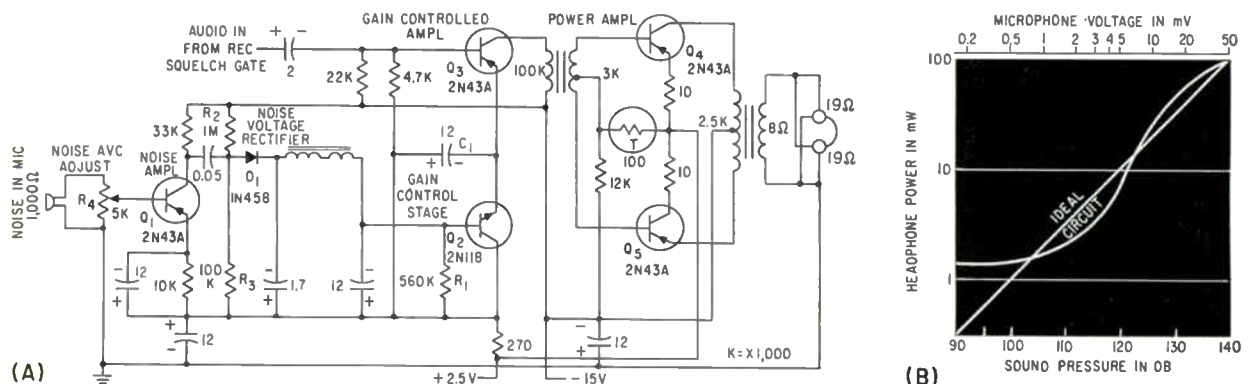 AUDIO IN
FROM REC
SQUELCH GATE
+
-
2
GAIN CONTROLLED
AMPL
Q3
2N43A
22K
4.7K
100K
POWER AMPL
Q4
2N43A
3K
10
T
100
10
12K
2.5K
8Ω
19Ω
19Ω
Q5
2N43A
NOISE IN MIC
1,000Ω
NOISE AVC
ADJUST
R4
5K
33K
R2
1M
NOISE
VOLTAGE
RECTIFIER
NOISE
AMPL
0.05
D1
1N458
Q1
2N43A
12
C1
+
-
GAIN
CONTROL
STAGE
Q2
2N118
-
12
+
10K
100
K
R3
-
1.7
+
-
12
+
560K
R1
+
12
-
270
-
12
+
K = X1,000
+2.5V
-15V
(A)
MICROPHONE VOLTAGE IN mV
0.2 0.5 1 2 3 4 5 10 20 50
HEADPHONE POWER IN mW
100
10
1
IDEAL
CIRCUIT
90 100 110 120 130 140
SOUND PRESSURE IN DB
(B)